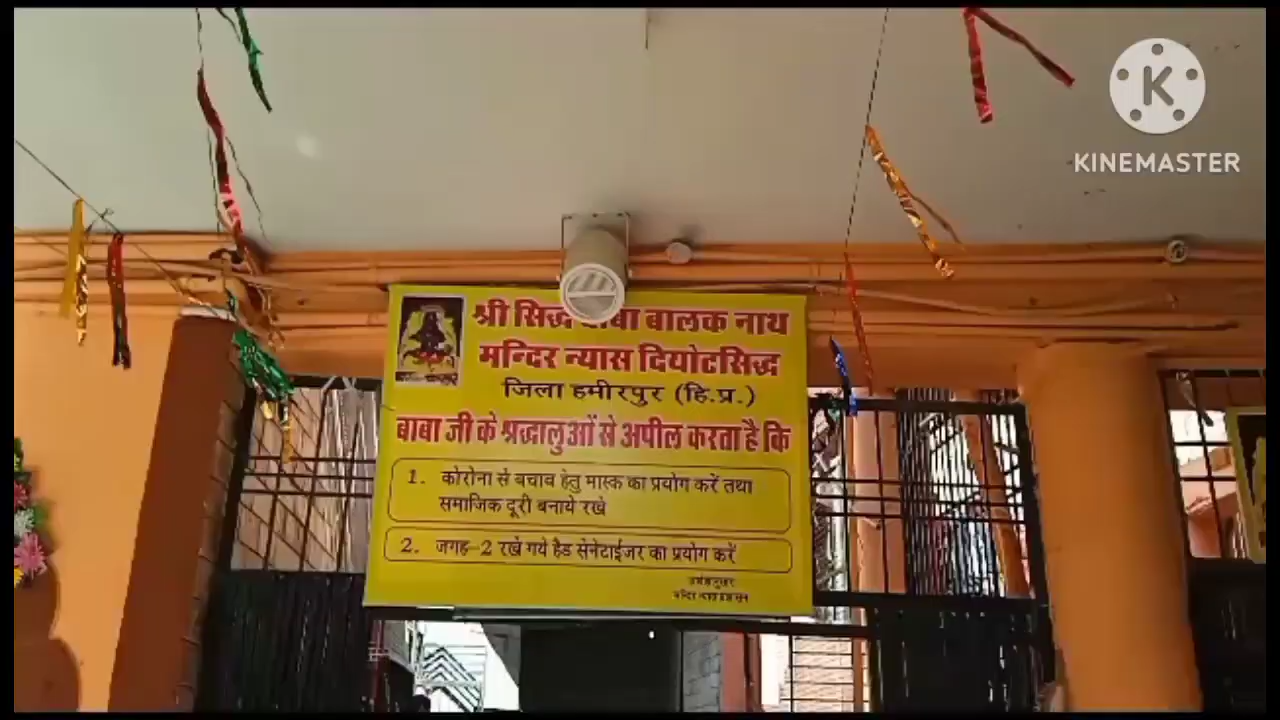 KINEMASTER
श्री सिद्ध बाबा बालक नाथ
मन्दिर न्यास दियोटसिद्ध
जिला हमीरपुर (हि.प्र.)
बाबा जी के श्रद्धालुओं से अपील करता है कि
1. कोरोना से बचाव हेतु मास्क का प्रयोग करें तथा
समाजिक दूरी बनाये रखे
2. जगह-2 रखे गये हैड सेनेटाईजर का प्रयोग करें